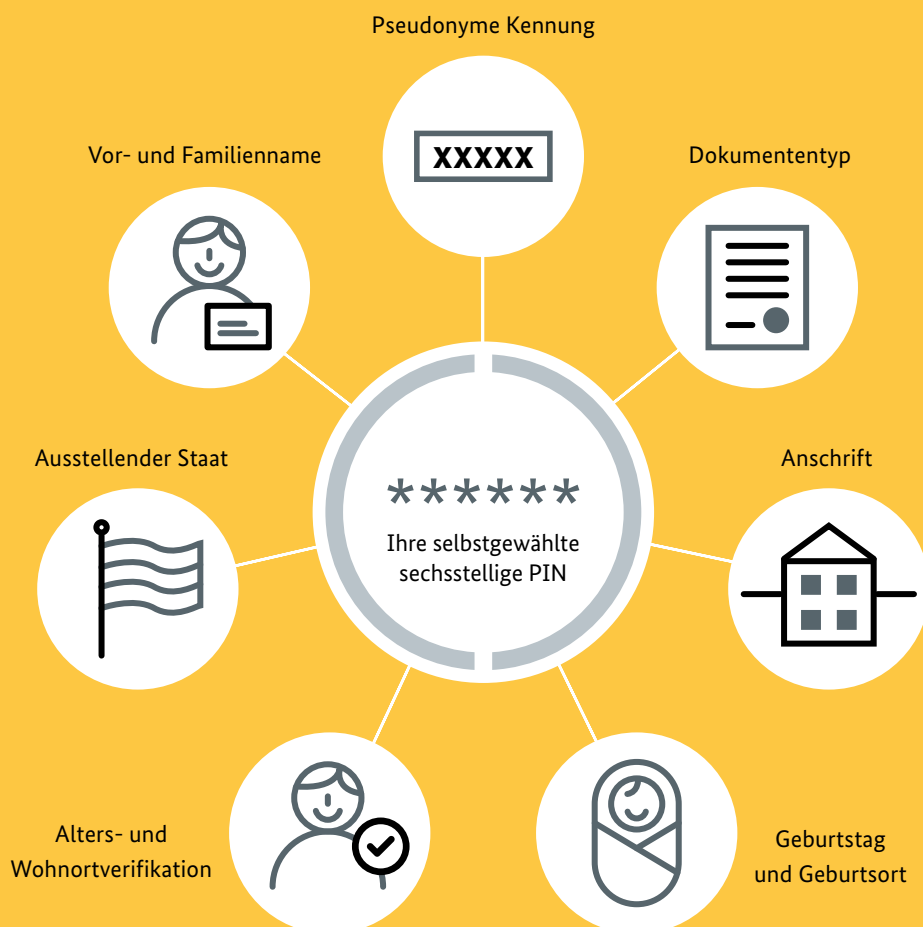 Pseudonyme Kennung
XXXXX
Vor- und Familienname
Dokumententyp
Ausstellender Staat
Anschrift
******
Ihre selbstgewählte
sechsstellige PIN
Alters- und
Wohnortverifikation
Geburtstag
und Geburtsort